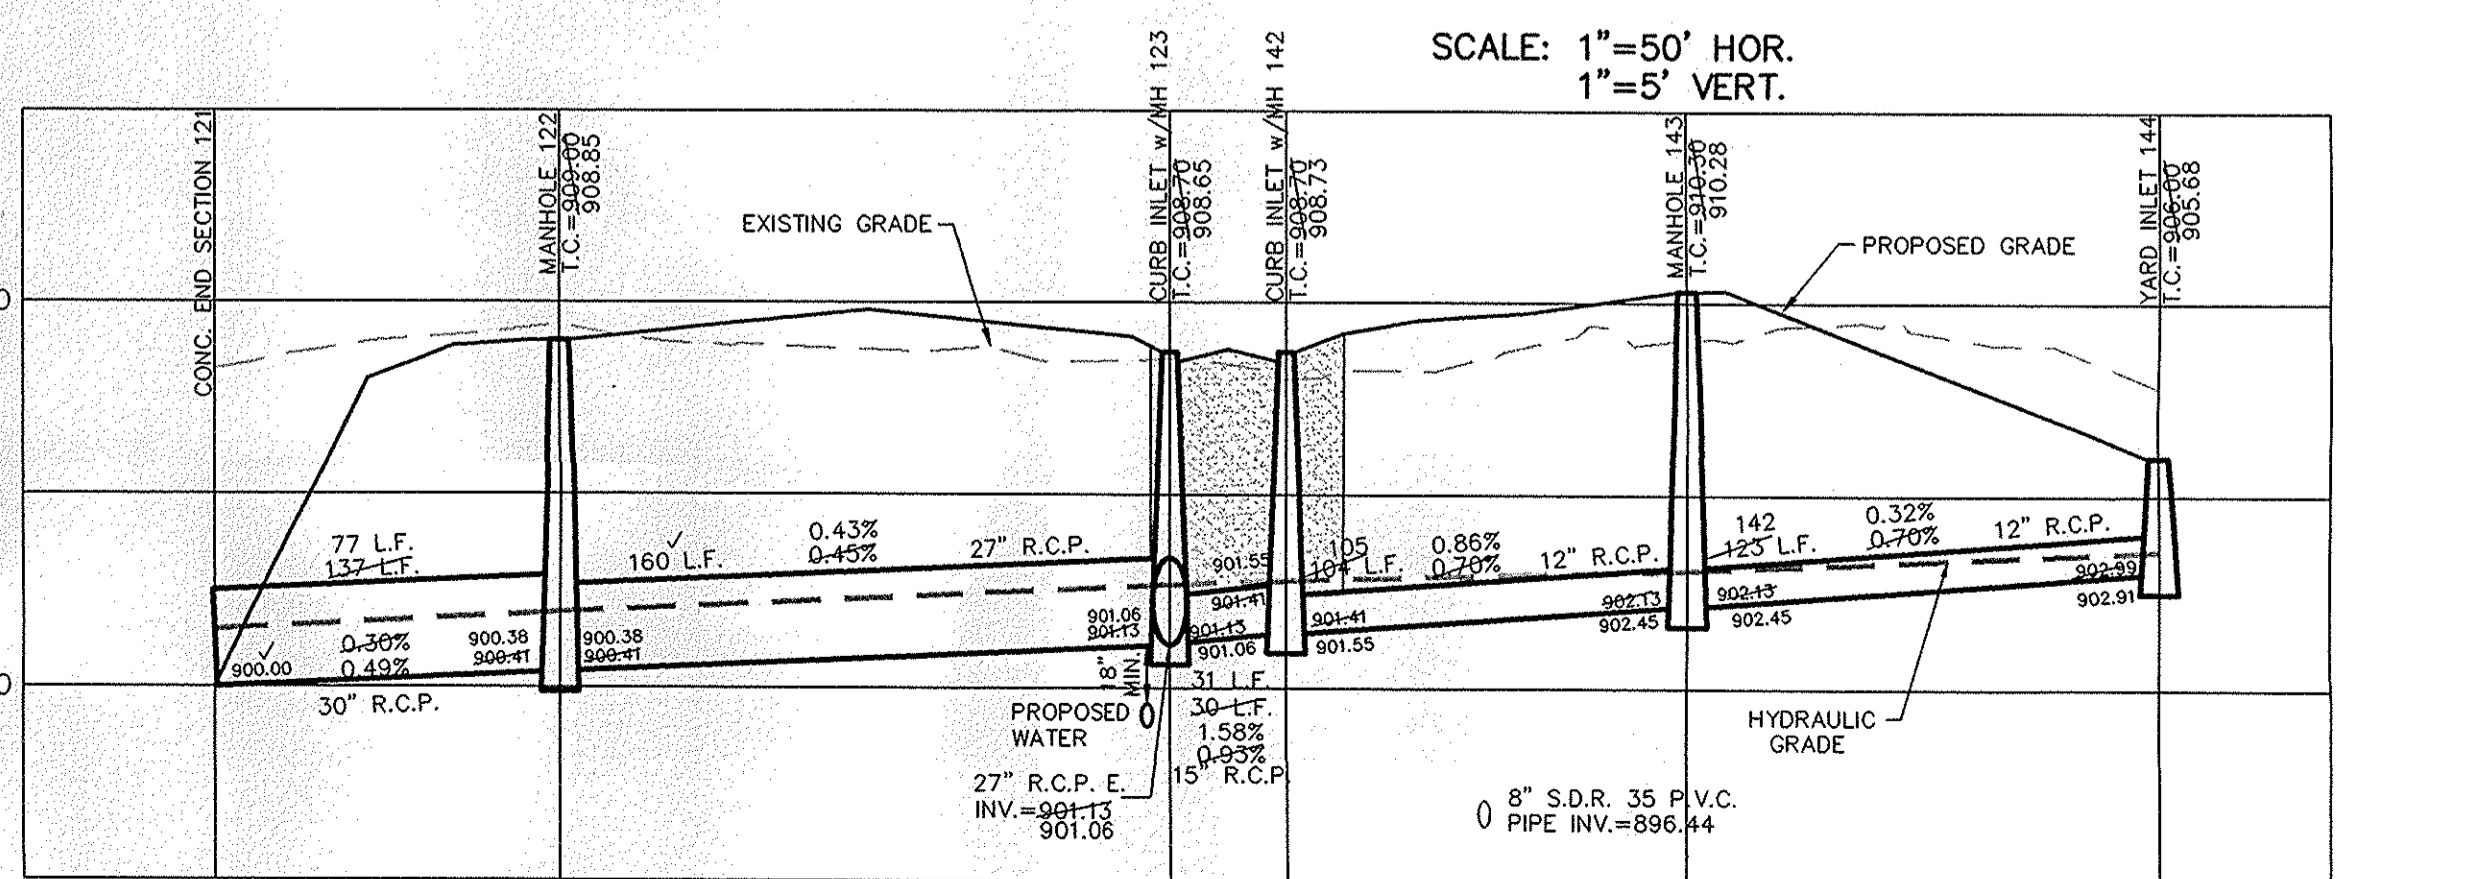 SCALE: 1"=50' HOR.
1"=5' VERT.
CONC. END SECTION 121
MANHOLE 122
T.C.=909.00
908.85
CURB INLET w/MH 123
T.C.=908.70
908.65
CURB INLET w/MH 142
T.C.=908.70
908.73
MANHOLE 143
T.C.=910.30
910.28
YARD INLET 144
T.C.=906.00
905.68
EXISTING GRADE
PROPOSED GRADE
0
77 L.F.
137 L.F.
✓
160 L.F.
0.43%
0.45%
27" R.C.P.
901.55
901.41
105
104 L.F.
0.86%
0.70%
12" R.C.P.
142
123 L.F.
0.32%
0.70%
12" R.C.P.
✓
900.00
0.30%
0.49%
30" R.C.P.
900.38
900.41
900.38
900.41
901.06
901.13
901.13
901.06
901.41
901.55
902.13
902.45
902.13
902.45
902.99
902.91
0
18"
MIN.
PROPOSED
WATER
31 L.F.
30 L.F.
1.58%
0.93%
15" R.C.P.
27" R.C.P. E.
INV.=901.13
901.06
HYDRAULIC
GRADE
8" S.D.R. 35 P.V.C.
PIPE INV.=896.44